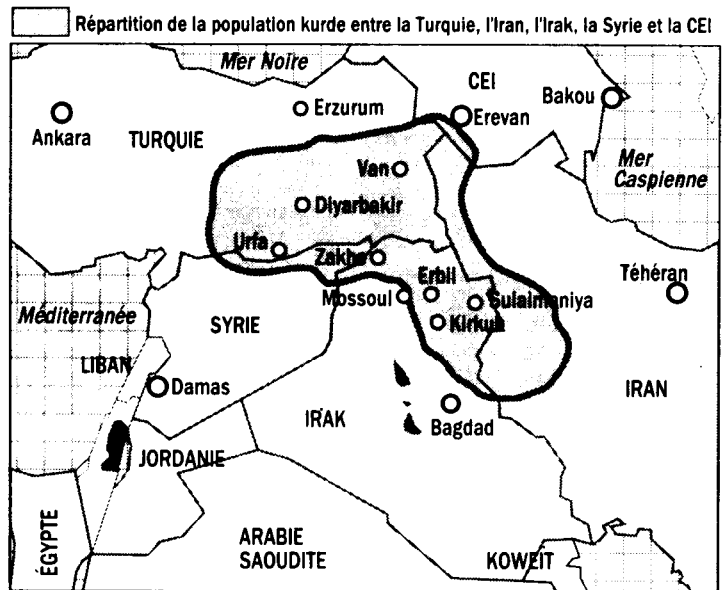 Répartition de la population kurde entre la Turquie, l'Iran, l'Irak, la Syrie et la CEI
Mer Noire
CEI
Bakou
Erzurum
Erevan
Ankara
TURQUIE
Mer
Caspienne
Van
Diyarbakir
Urfa
Zakho
Erbil
Téhéran
Mossoul
Sulaimaniya
Méditerranée
SYRIE
Kirkuk
LIBAN
Damas
IRAN
IRAK
Bagdad
JORDANIE
ÉGYPTE
ARABIE
SAOUDITE
KOWEIT